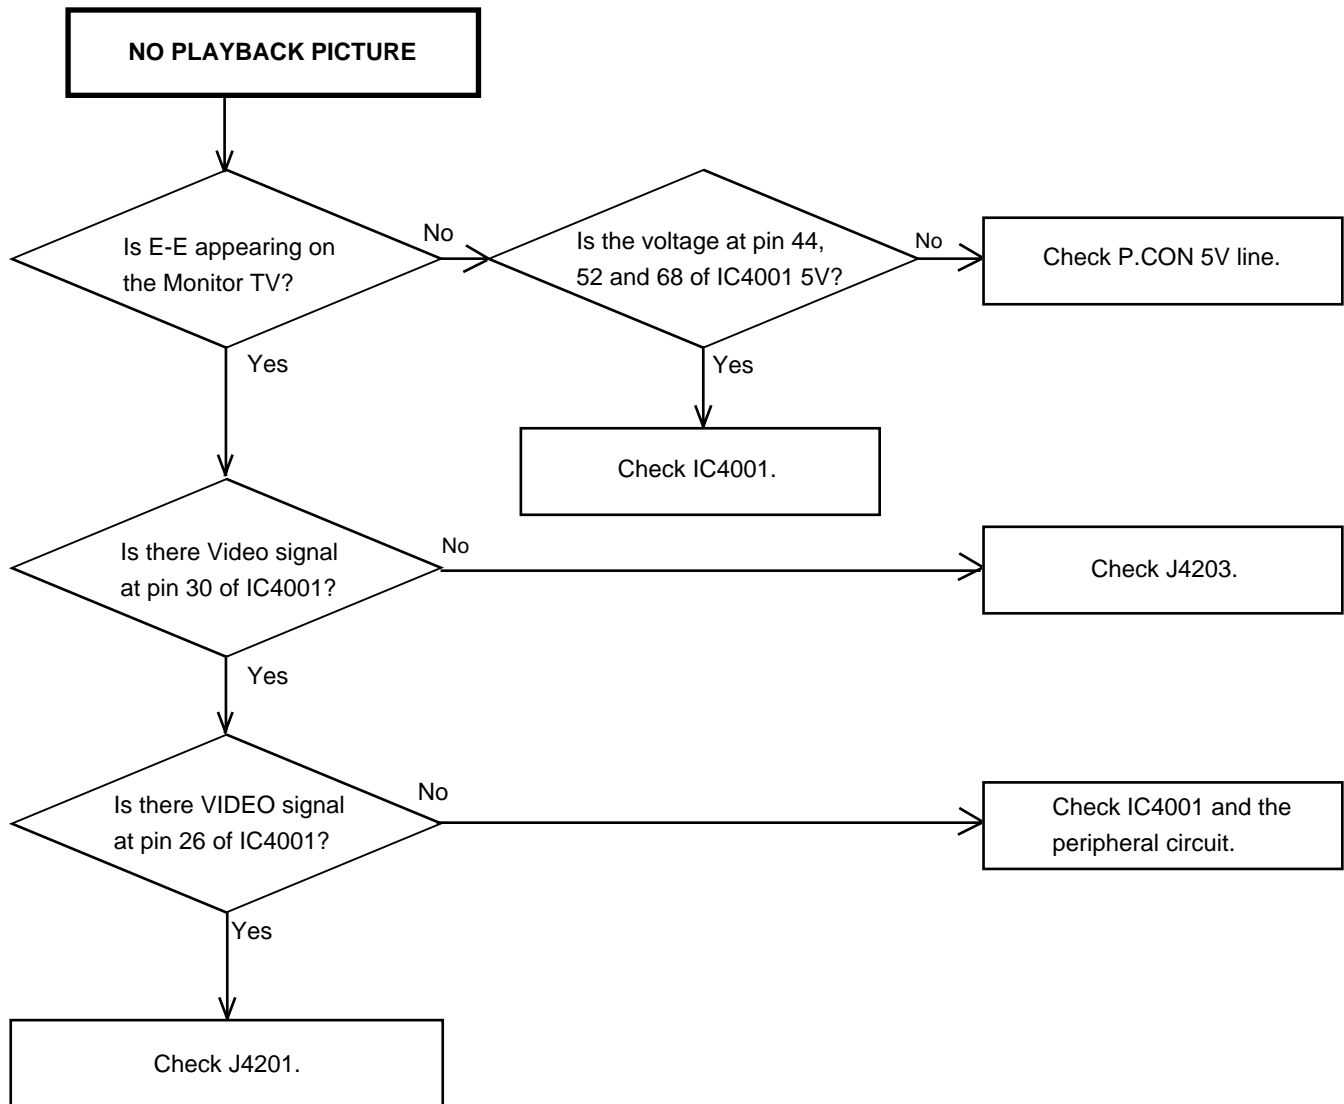 NO PLAYBACK PICTURE
Is E-E appearing on
the Monitor TV?
No
Is the voltage at pin 44,
52 and 68 of IC4001 5V?
No
Check P.CON 5V line.
Yes
Yes
Check IC4001.
Is there Video signal
at pin 30 of IC4001?
No
Check J4203.
Yes
Is there VIDEO signal
at pin 26 of IC4001?
No
Check IC4001 and the
peripheral circuit.
Yes
Check J4201.